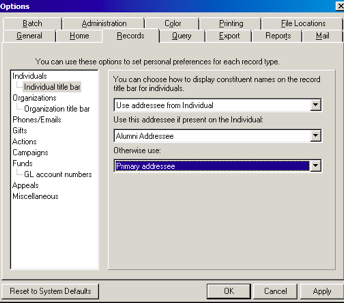 Options
Batch Administration Color Printing File Locations
General Home Records Query Export Reports Mail
You can use these options to set personal preferences for each record type.
Individuals
Individual title bar
Organizations
Organization title bar
Phones/Emails
Gifts
Actions
Campaigns
Funds
GL account numbers
Appeals
Miscellaneous
You can choose how to display constituent names on the record
title bar for individuals.
Use addressee from Individual
Use this addressee if present on the Individual:
Alumni Addressee
Otherwise use:
Primary addressee
Reset to System Defaults OK Cancel Apply